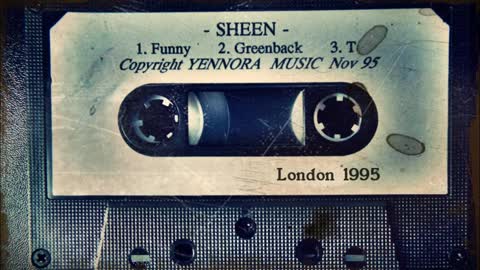 - SHEEN -
1. Funny 2. Greenback 3. T
Copyright YENNORA MUSIC Nov 95
London 1995